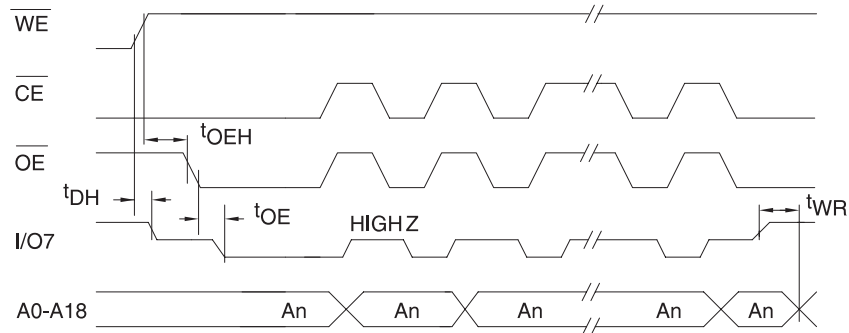 WE
CE
tOEH
OE
tDH
tOE
tWR
HIGH Z
I/O7
A0-A18 An An An An An